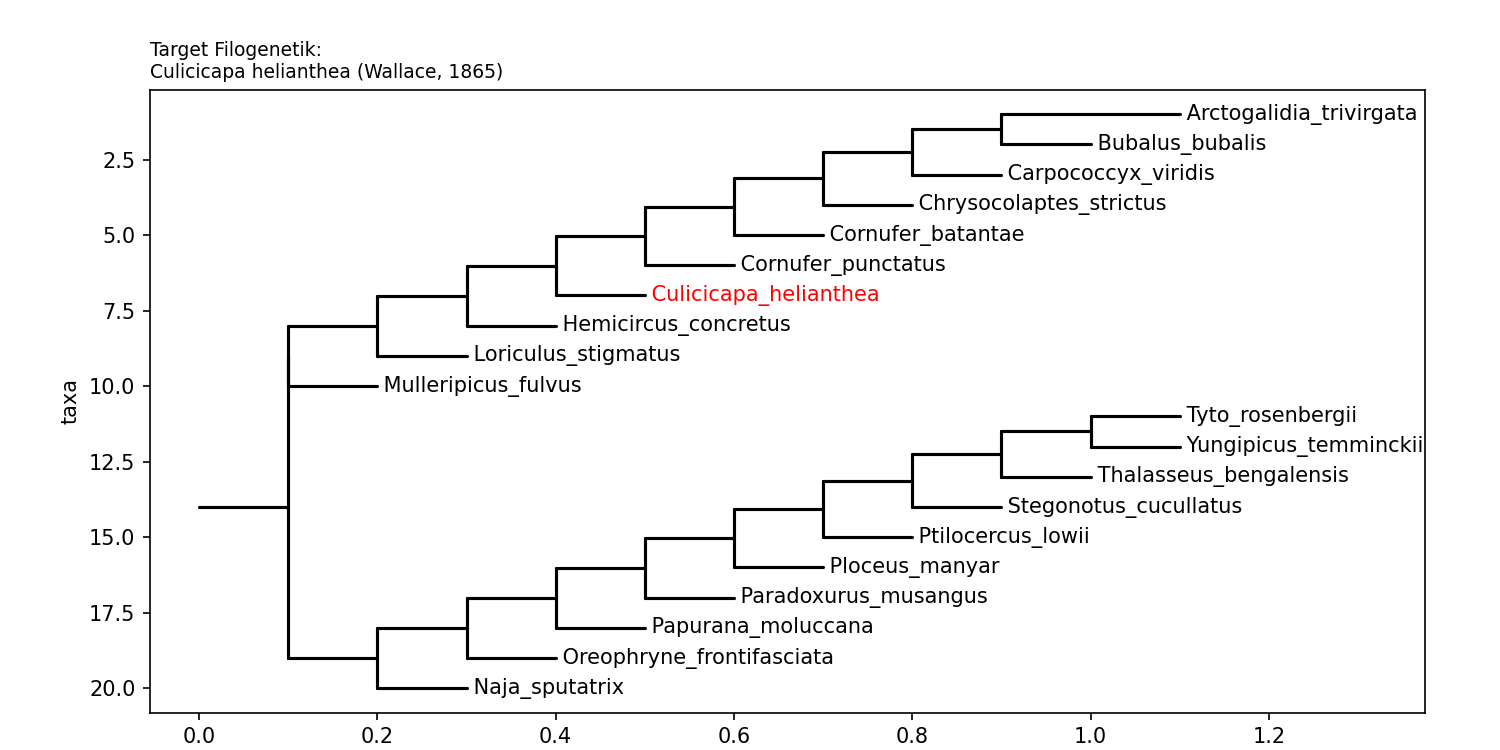 Target Filogenetik:
Culicicapa helianthea (Wallace, 1865)
Arctogalidia_trivirgata
Bubalus_bubalis
2.5
Carpococcyx_viridis
Chrysocolaptes_strictus
5.0
Cornufer_batantae
Cornufer_punctatus
Culicicapa_helianthea
7.5
Hemicircus_concretus
Loriculus_stigmatus
10.0
Mulleripicus_fulvus
taxa
Tyto_rosenbergii
Yungipicus_temminckii
12.5
Thalasseus_bengalensis
Stegonotus_cucullatus
15.0
Ptilocercus_lowii
Ploceus_manyar
Paradoxurus_musangus
17.5
Papurana_moluccana
Oreophryne_frontifasciata
20.0
Naja_sputatrix
0.0 0.2 0.4 0.6 0.8 1.0 1.2